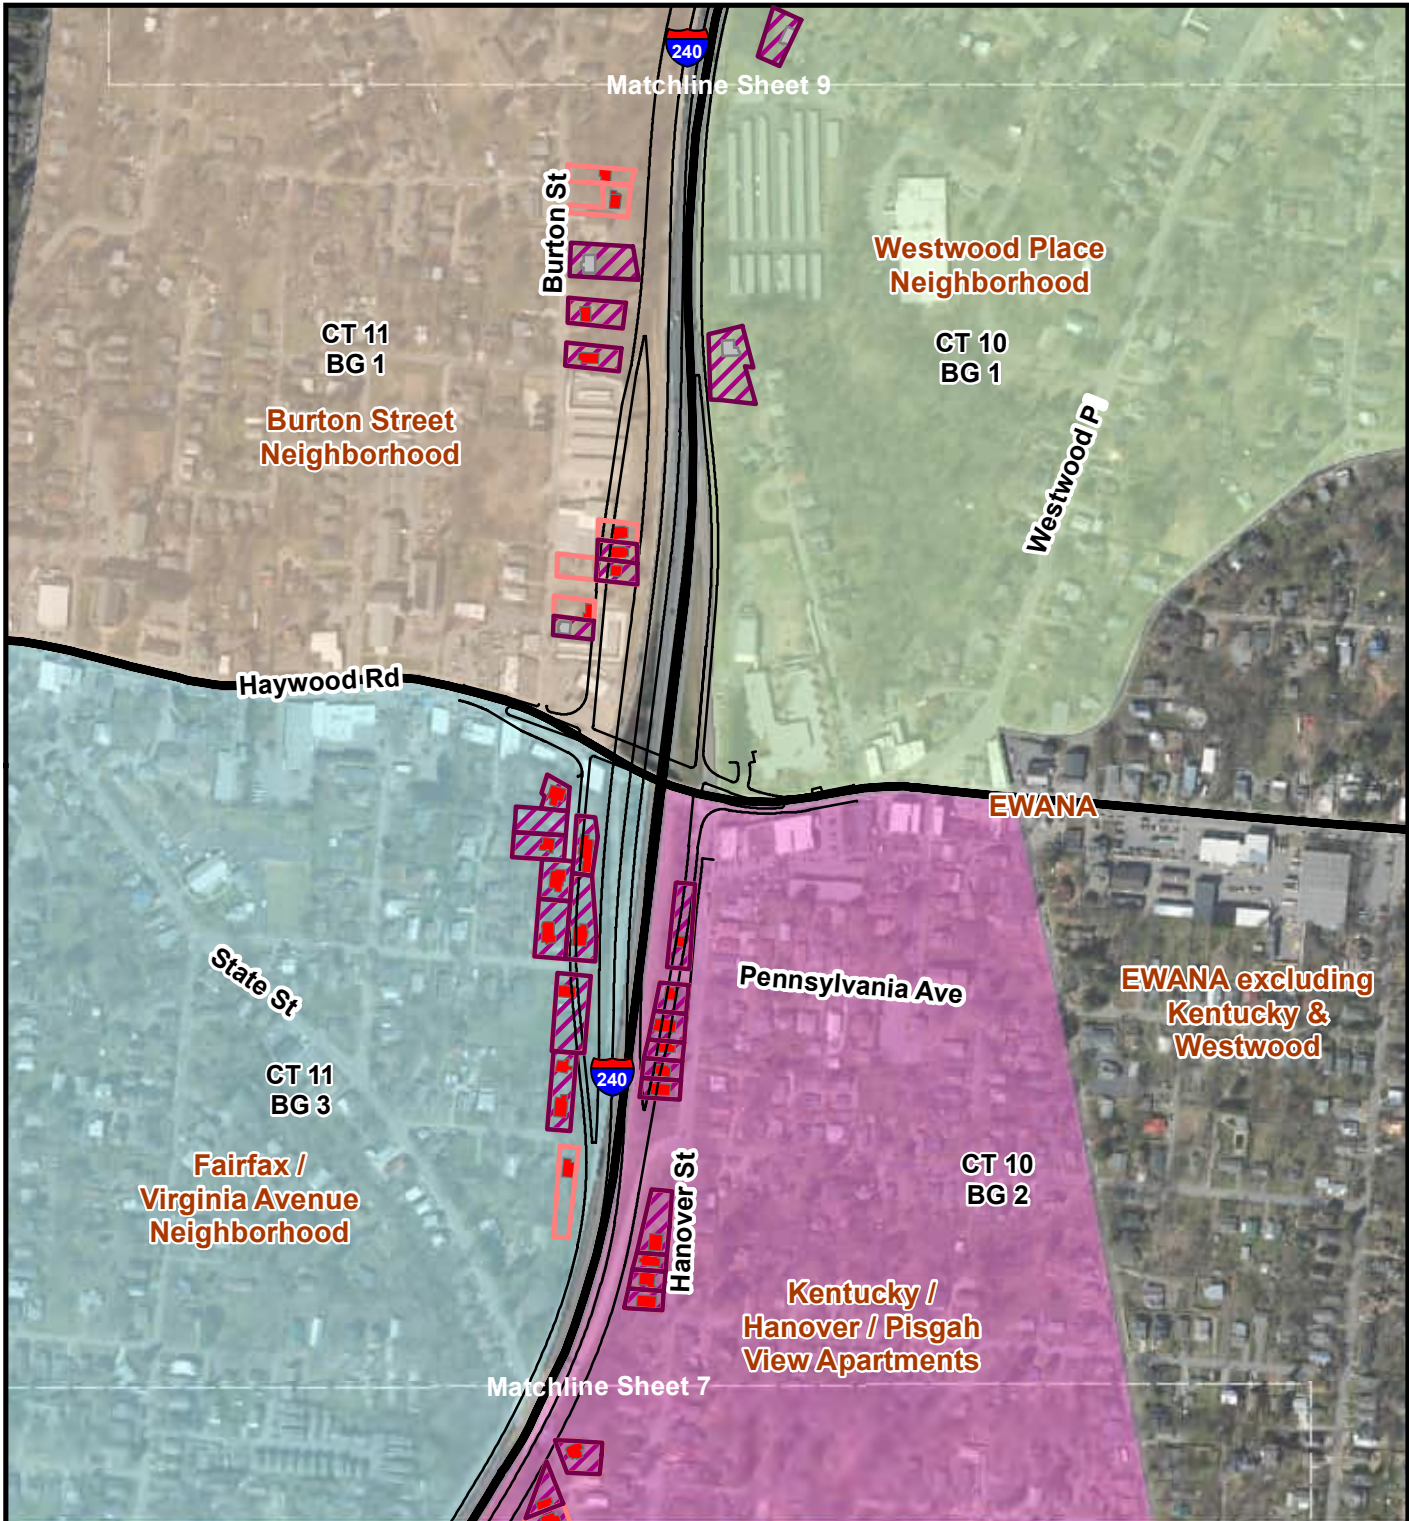 240
Matchline Sheet 9
Burton St
Westwood Place
Neighborhood
CT 11
BG 1
CT 10
BG 1
Burton Street
Neighborhood
Westwood P
Haywood Rd
EWANA
State St
Pennsylvania Ave
EWANA excluding
Kentucky &
Westwood
240
CT 11
BG 3
Fairfax /
Virginia Avenue
Neighborhood
CT 10
BG 2
Hanover St
Kentucky /
Hanover / Pisgah
View Apartments
Matchline Sheet 7